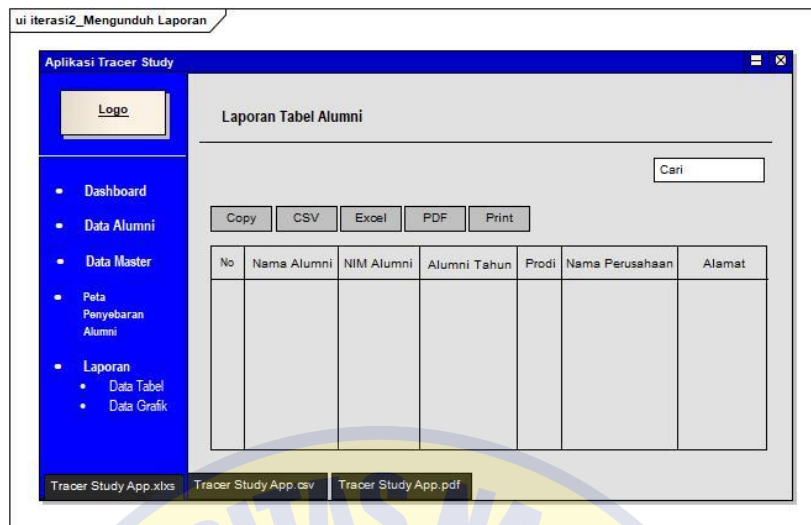 ui iterasi2_Mengunduh Laporan
Aplikasi Tracer Study
Logo
Dashboard
Data Alumni
Data Master
Peta
Penyebaran
Alumni
Laporan
Data Tabel
Data Grafik
Laporan Tabel Alumni
Cari
Copy CSV Excel PDF Print
No Nama Alumni NIM Alumni Alumni Tahun Prodi Nama Perusahaan Alamat
Tracer Study App.xlxs Tracer Study App.csv Tracer Study App.pdf